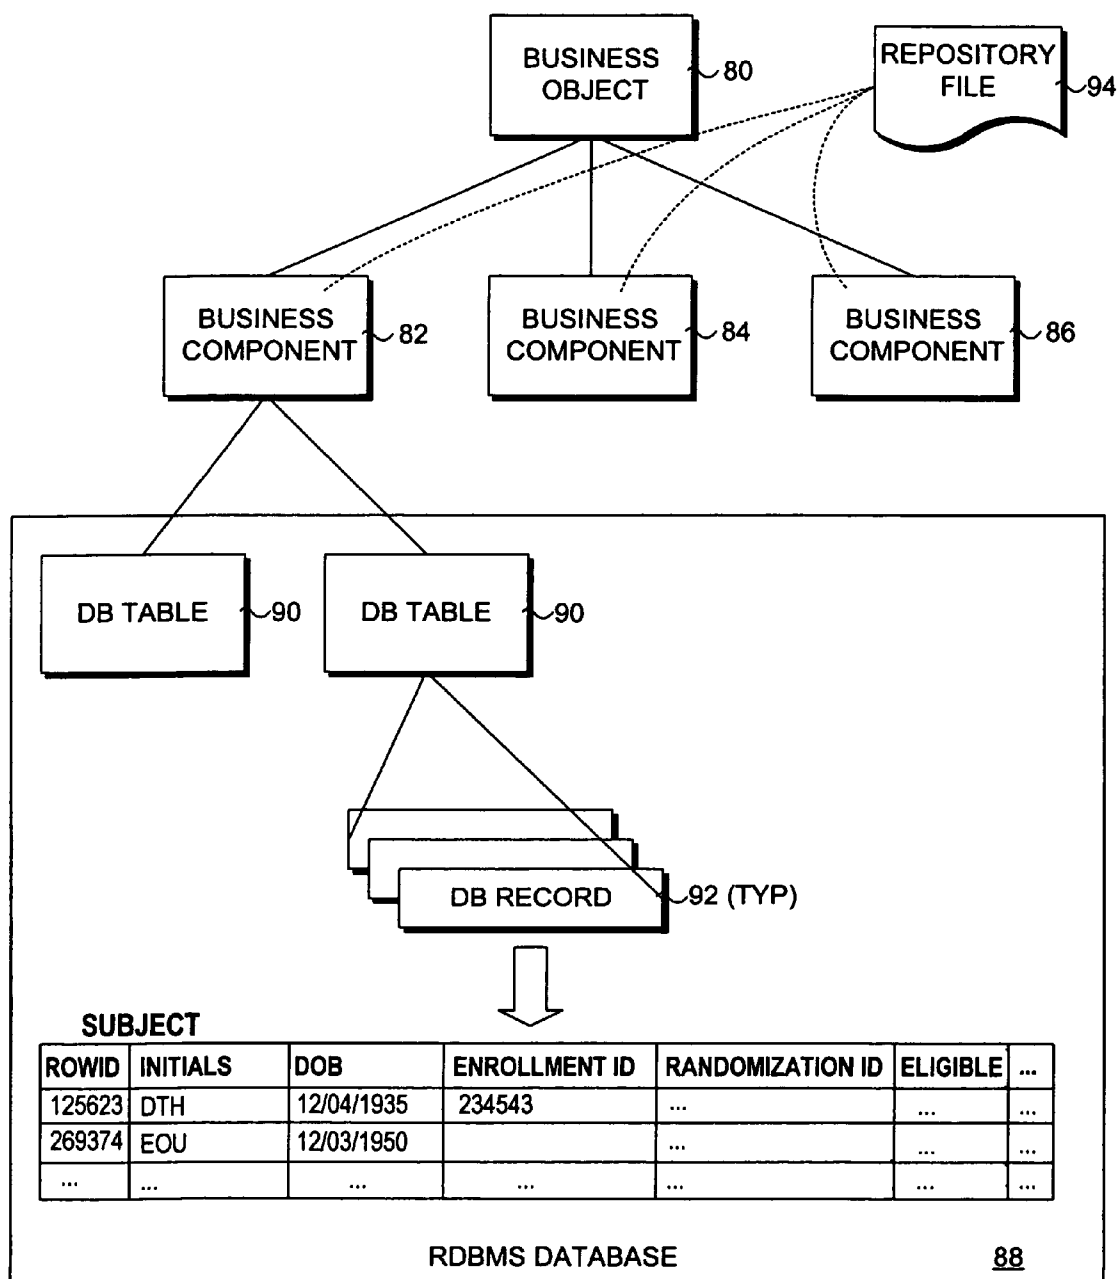 BUSINESS
OBJECT
80
REPOSITORY
FILE
94
BUSINESS
COMPONENT
82
BUSINESS
COMPONENT
84
BUSINESS
COMPONENT
86
DB TABLE
90
DB TABLE
90
DB RECORD
92 (TYP)
SUBJECT
ROWID INITIALS DOB ENROLLMENT ID RANDOMIZATION ID ELIGIBLE ...
125623 DTH 12/04/1935 234543 ... ... ...
269374 EOU 12/03/1950 ... ... ...
... ... ... ... ... ... ...
RDBMS DATABASE
88